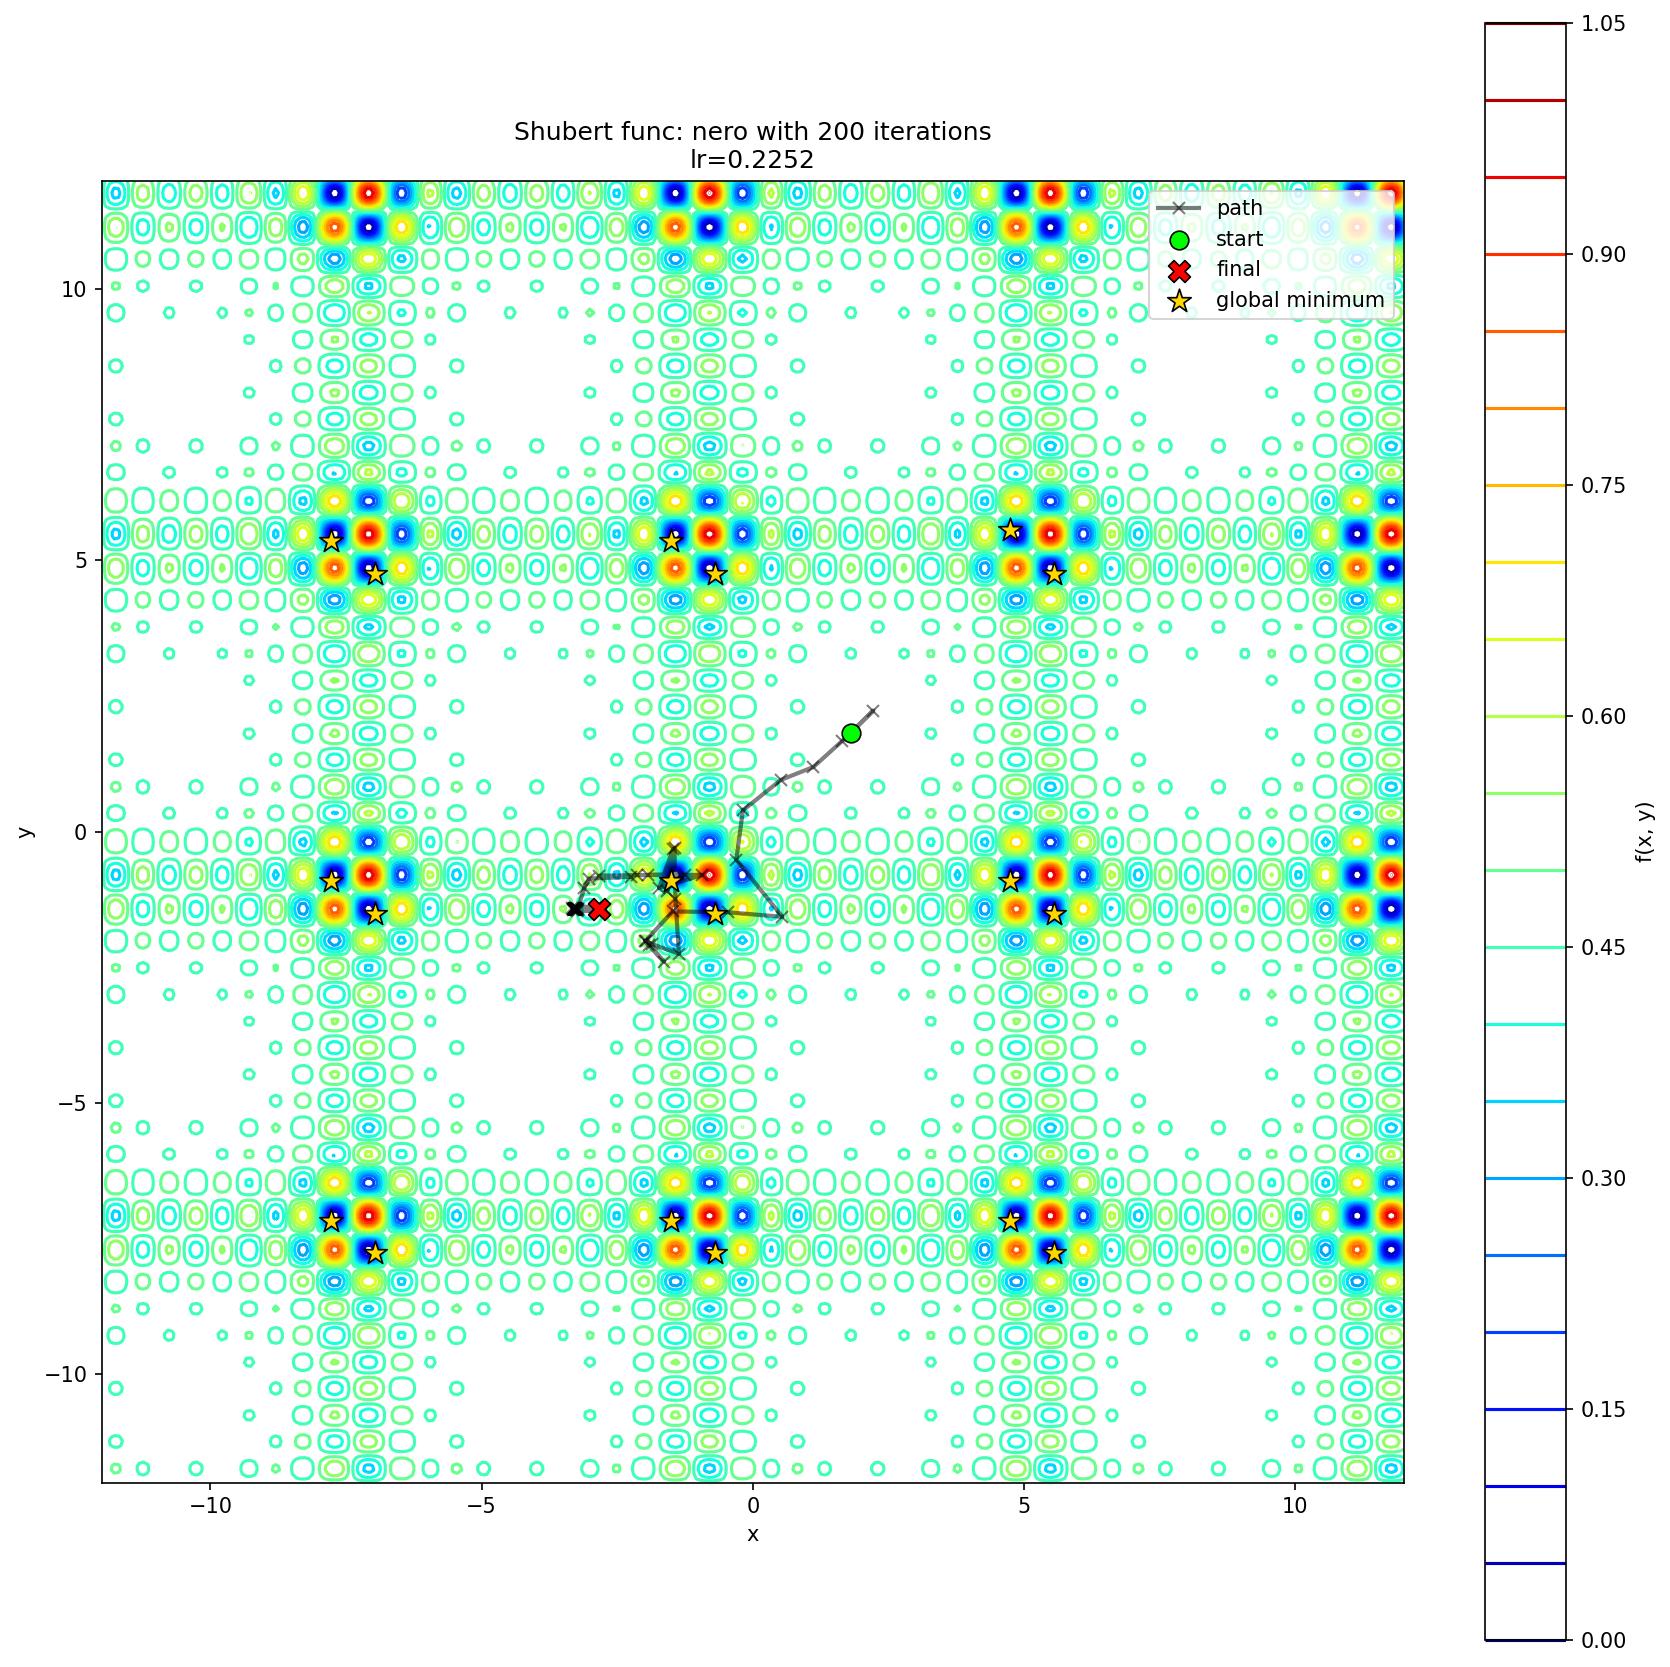 Shubert func: nero with 200 iterations
lr=0.2252
path
start
final
global minimum
10
5
0
−5
−10
y
−10
−5
0
5
10
x
1.05
0.90
0.75
0.60
0.45
0.30
0.15
0.00
f(x, y)